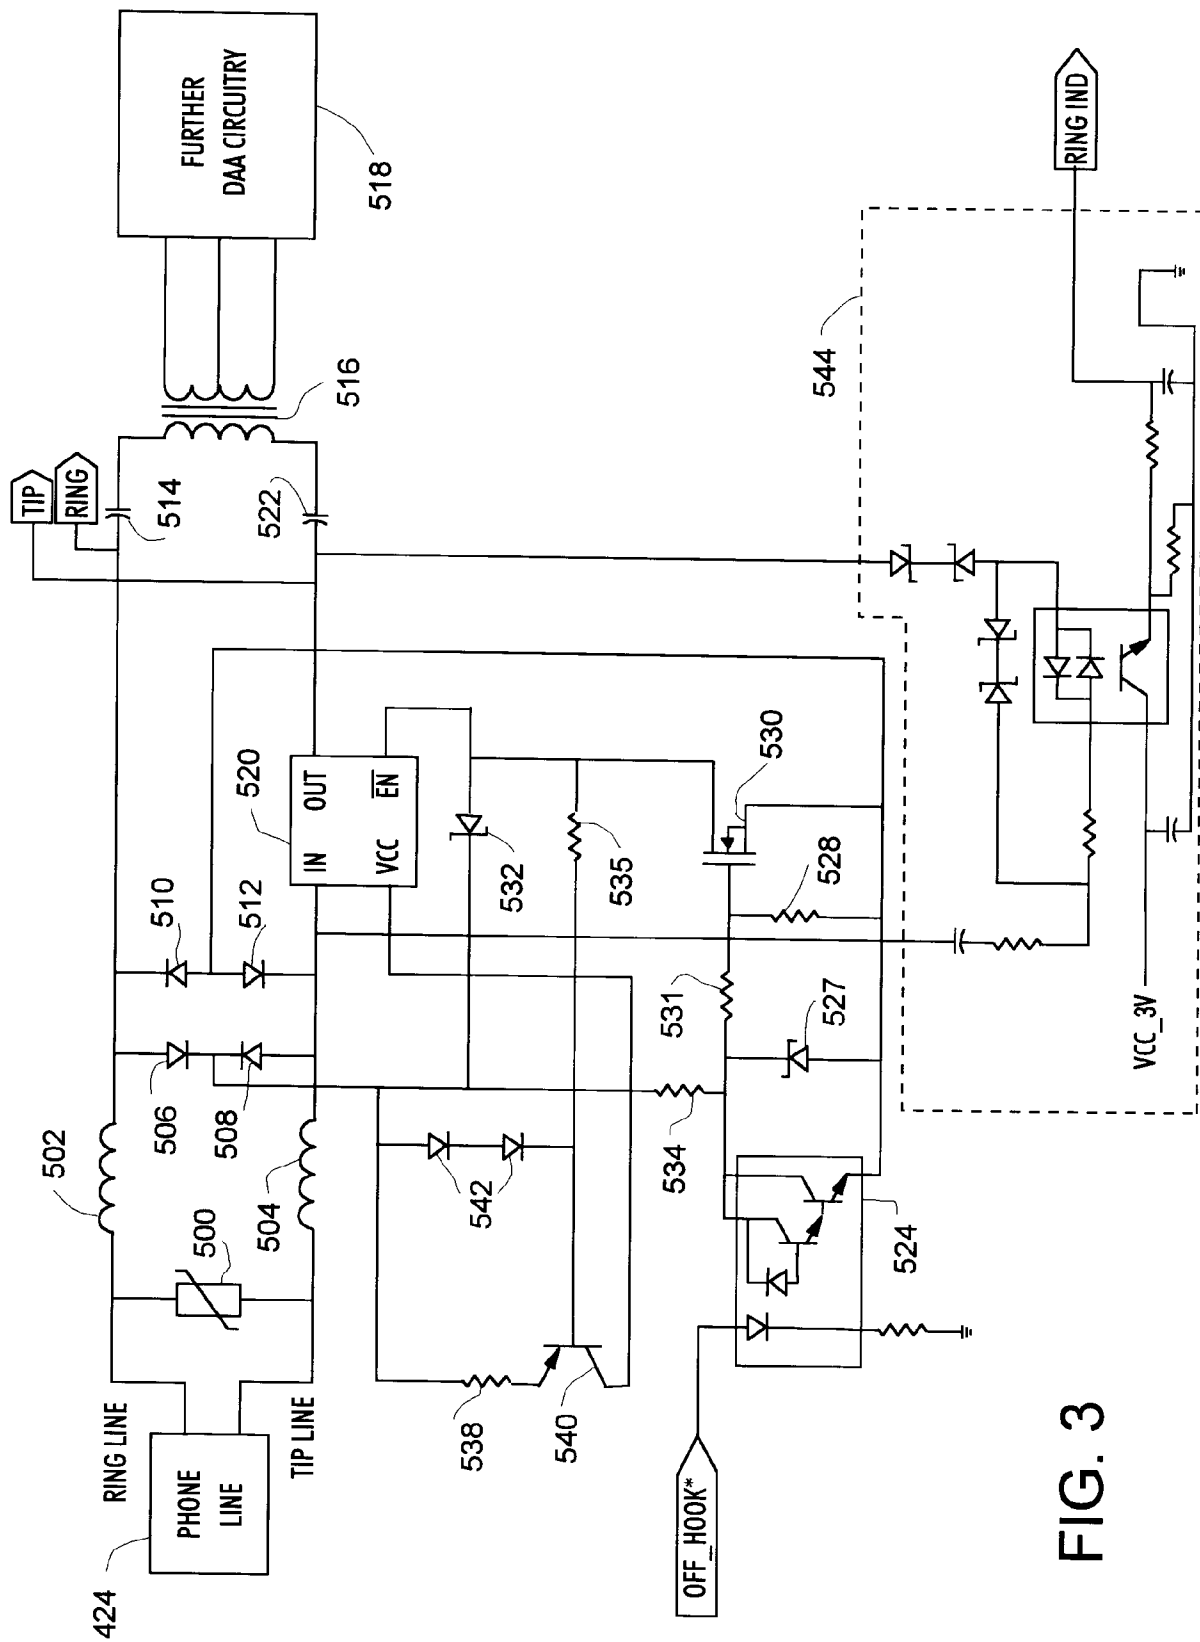 424
PHONE
LINE
RING LINE
TIP LINE
502
500
504
506
508
510
512
520
IN OUT
VCC EN
TIP
RING
514
522
516
FURTHER
DAA CIRCUITRY
518
538
540
542
532
535
534
531
530
528
527
524
OFF_HOOK*
544
VCC_3V
RING IND
FIG. 3